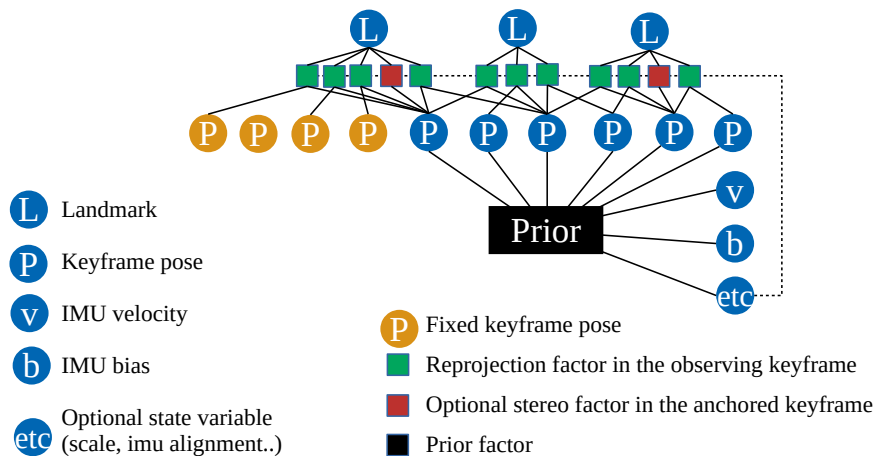 L L L
P P P P P P P P P P
v
Prior
b
etc
L Landmark
P Keyframe pose
v IMU velocity
b IMU bias
etc Optional state variable
(scale, imu alignment..)
P Fixed keyframe pose
Reprojection factor in the observing keyframe
Optional stereo factor in the anchored keyframe
Prior factor